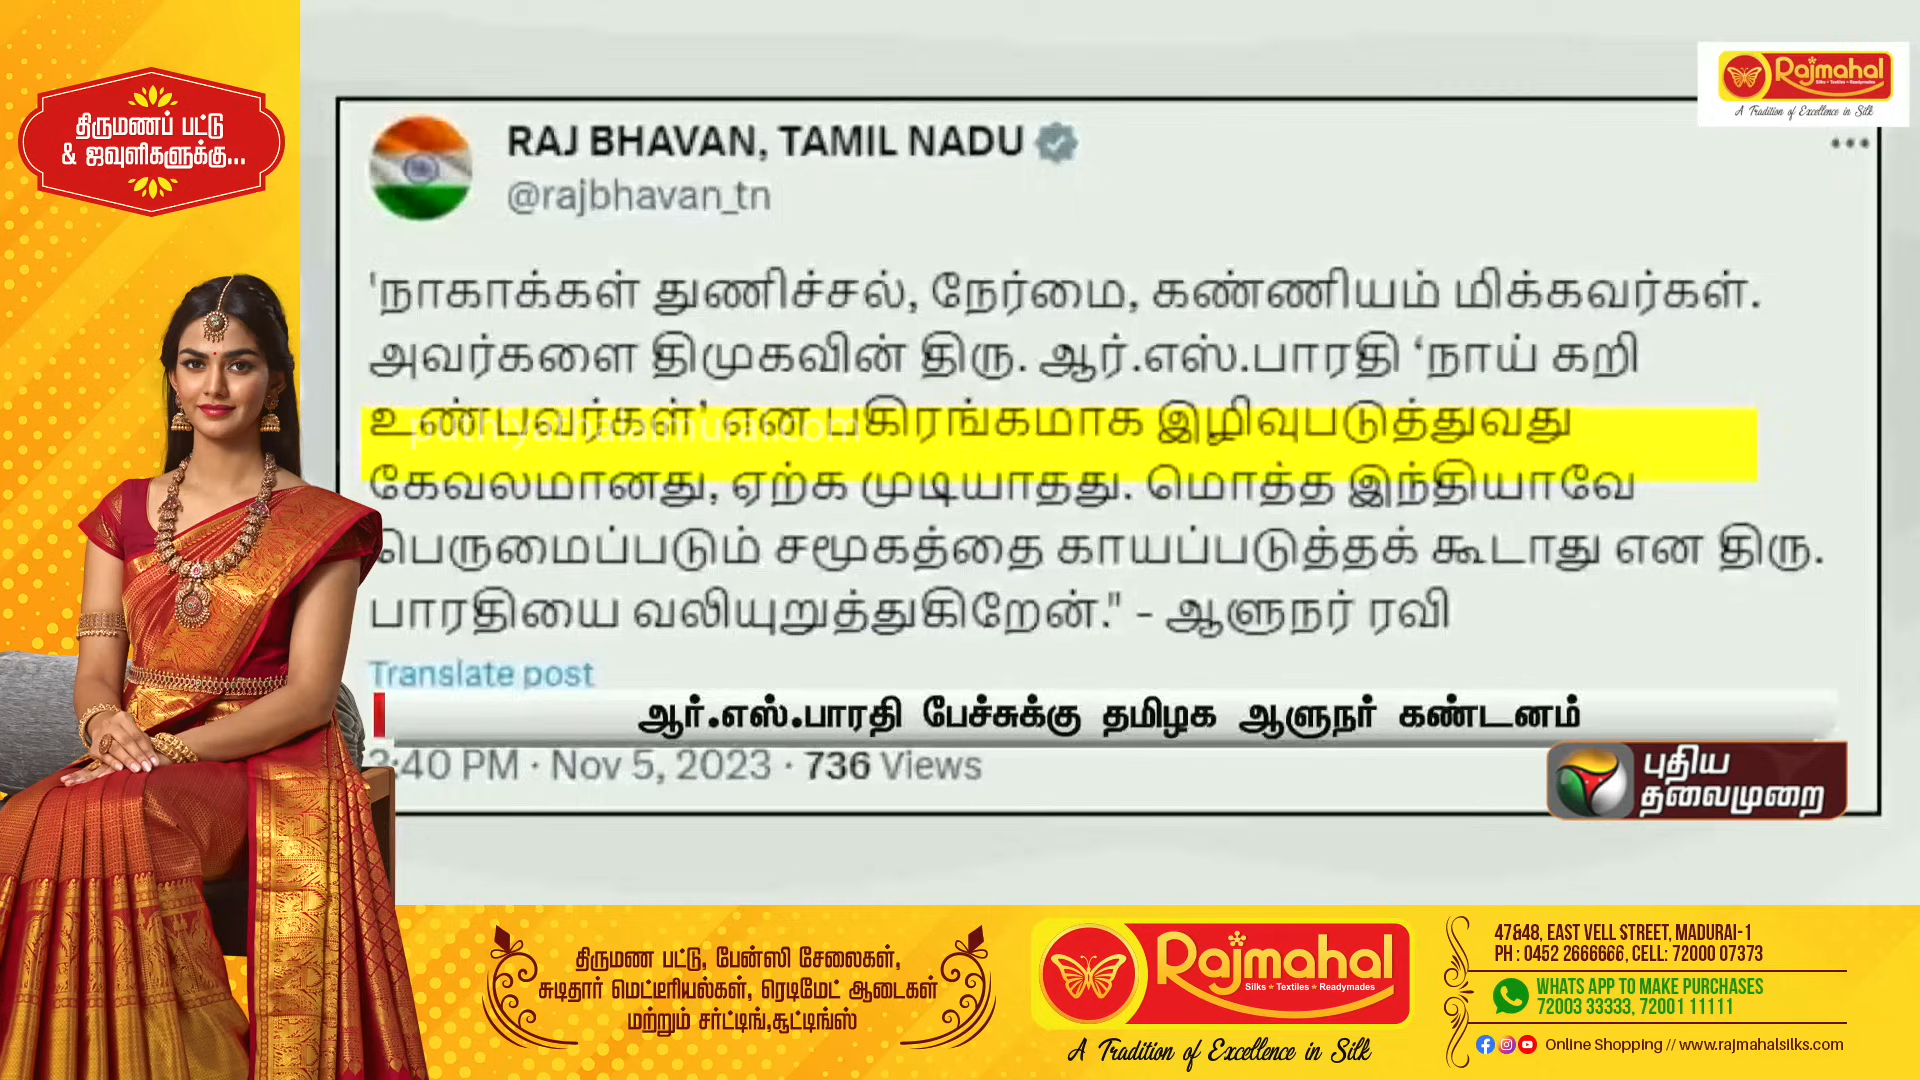 திருமணப் பட்டு
& ஜவுளிகளுக்கு...
Rajmahal
Silks • Textiles • Readymades
A Tradition of Excellence in Silk
RAJ BHAVAN, TAMIL NADU
@rajbhavan_tn
'நாகாக்கள் துணிச்சல், நேர்மை, கண்ணியம் மிக்கவர்கள்.
அவர்களை திமுகவின் திரு. ஆர்.எஸ்.பாரதி ‘நாய் கறி
உண்பவர்கள்' என பகிரங்கமாக இழிவுபடுத்துவது
puthiyathalaimurai.com
கேவலமானது, ஏற்க முடியாதது. மொத்த இந்தியாவே
பெருமைப்படும் சமூகத்தை காயப்படுத்தக் கூடாது என திரு.
பாரதியை வலியுறுத்துகிறேன்." - ஆளுநர் ரவி
Translate post
ஆர்.எஸ்.பாரதி பேச்சுக்கு தமிழக ஆளுநர் கண்டனம்
2:40 PM · Nov 5, 2023 · 736 Views
புதிய
தலைமுறை
திருமண பட்டு, பேன்ஸி சேலைகள்,
சுடிதார் மெட்டீரியல்கள், ரெடிமேட் ஆடைகள்
மற்றும் சர்ட்டிங்,சூட்டிங்ஸ்
Rajmahal
Silks • Textiles • Readymades
A Tradition of Excellence in Silk
47&48, EAST VELL STREET, MADURAI-1
PH : 0452 2666666, CELL: 72000 07373
WHATS APP TO MAKE PURCHASES
72003 33333, 72001 11111
Online Shopping // www.rajmahalsilks.com